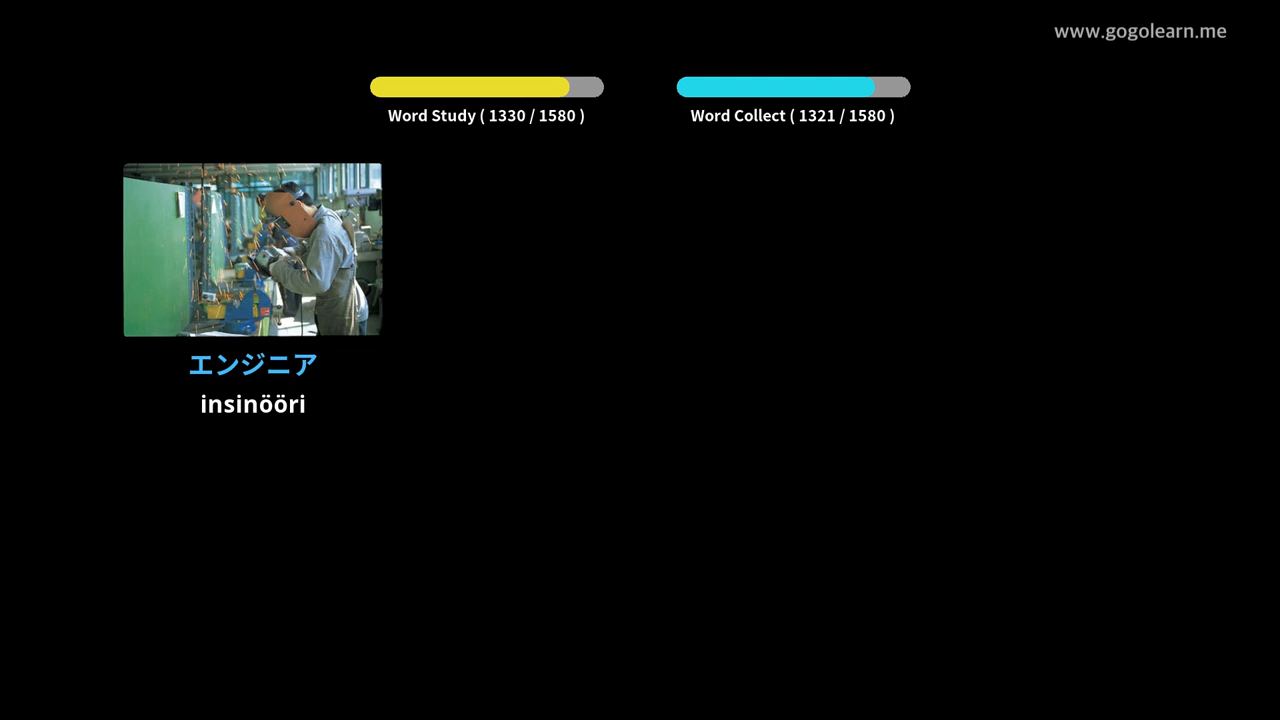 www.gogolearn.me
Word Study ( 1330 / 1580 )
Word Collect ( 1321 / 1580 )
エンジニア
insinööri